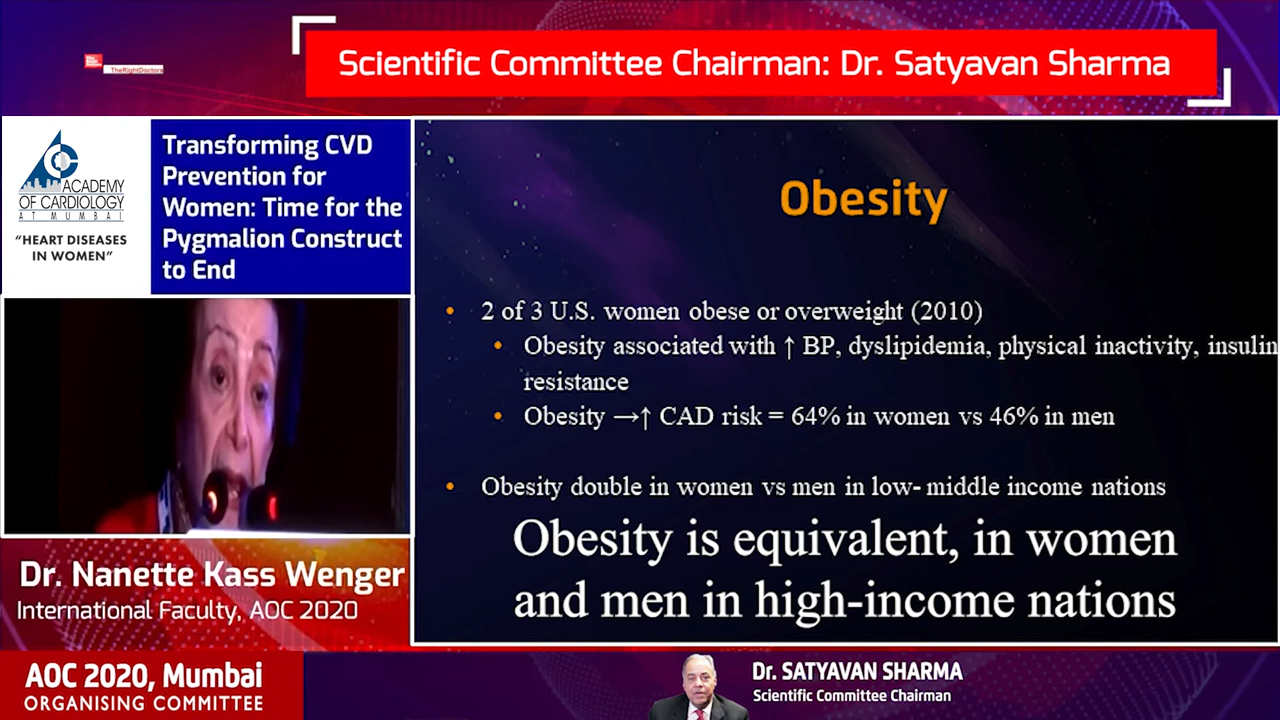 Scientific Committee Chairman: Dr. Satyavan Sharma
TheRightDoctors
ACADEMY
OF CARDIOLOGY
AT MUMBAI
"HEART DISEASES
IN WOMEN"
Transforming CVD
Prevention for
Women: Time for the
Pygmalion Construct
to End
Obesity
• 2 of 3 U.S. women obese or overweight (2010)
• Obesity associated with ↑ BP, dyslipidemia, physical inactivity, insulin
resistance
• Obesity →↑ CAD risk = 64% in women vs 46% in men
• Obesity double in women vs men in low- middle income nations
Obesity is equivalent, in women
and men in high-income nations
Dr. Nanette Kass Wenger
International Faculty, AOC 2020
AOC 2020, Mumbai
ORGANISING COMMITTEE
Dr. SATYAVAN SHARMA
Scientific Committee Chairman